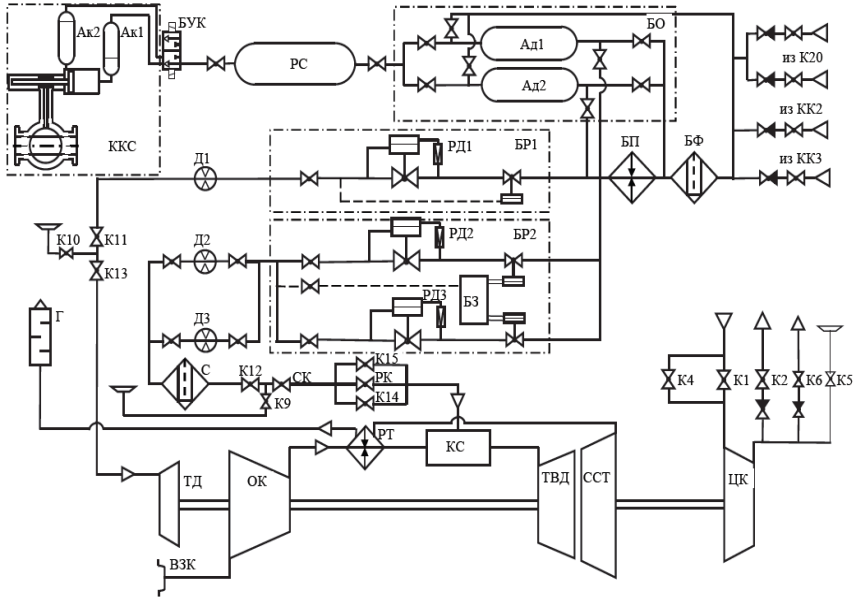 Ак2
Ак1
БУК
РС
Ад1
Ад2
БО
из К20
из КК2
из КК3
ККС
Д1
РД1
БР1
БП
БФ
К10
К11
К13
Д2
РД2
БР2
БЗ
РД3
Д3
Г
С
К12
К9
СК
К15
РК
К14
К4
К1
К2
К6
К5
РТ
КС
ТД
ОК
ТВД
ССТ
ЦК
ВЗК